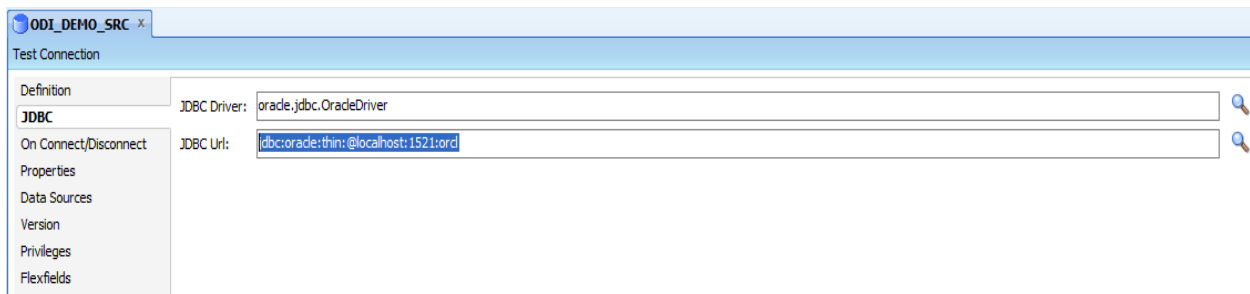 ODI_DEMO_SRC x
Test Connection
Definition
JDBC
On Connect/Disconnect
Properties
Data Sources
Version
Privileges
Flexfields
JDBC Driver: oracle.jdbc.OracleDriver
JDBC Url: jdbc:oracle:thin:@localhost:1521:orcl